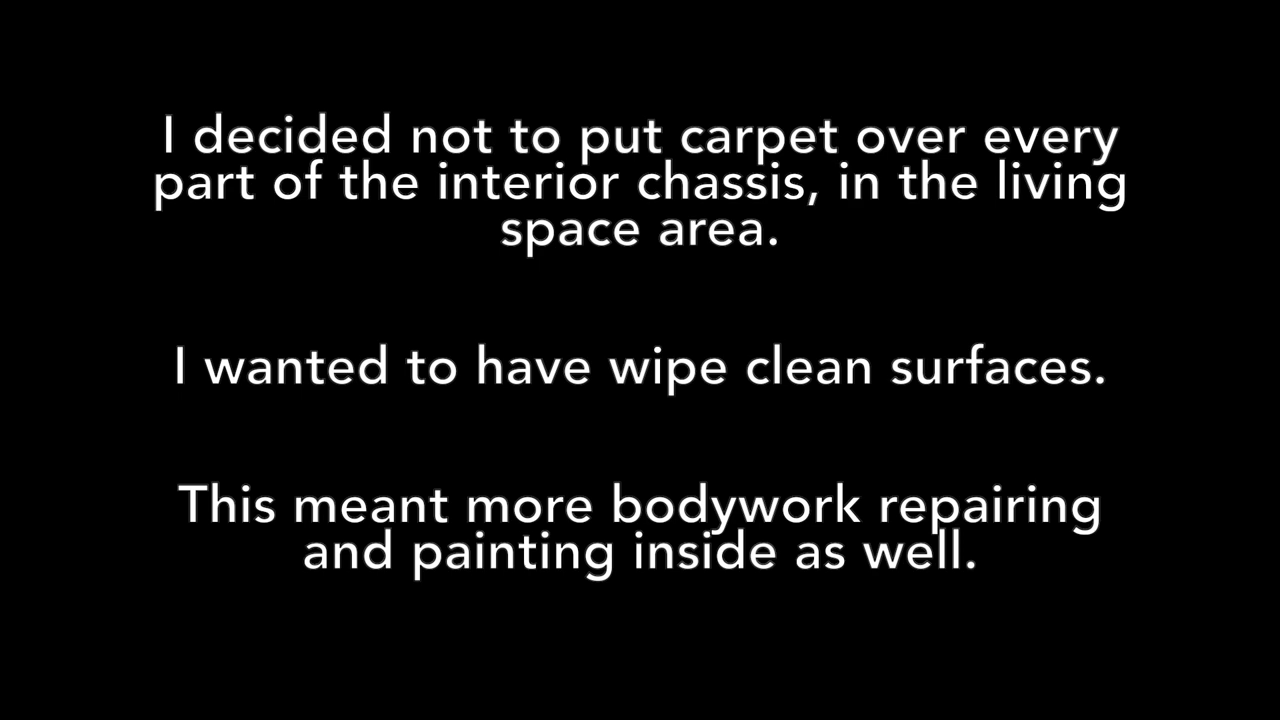 I decided not to put carpet over every
part of the interior chassis, in the living
space area.
I wanted to have wipe clean surfaces.
This meant more bodywork repairing
and painting inside as well.